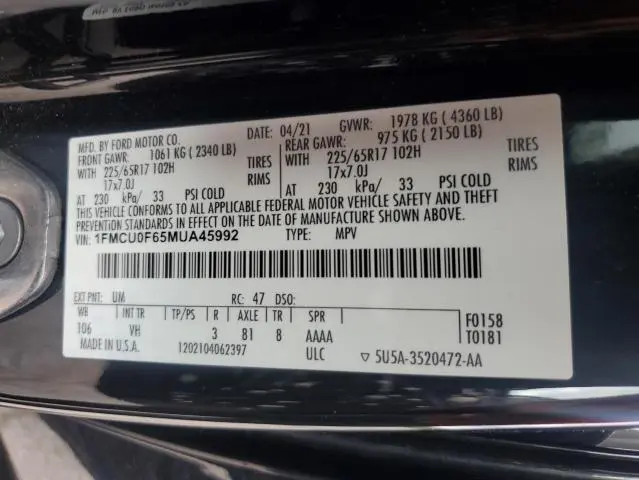 MFD. BY FORD MOTOR CO.
DATE: 04/21 GVWR: 1978 KG ( 4360 LB)
FRONT GAWR: 1061 KG ( 2340 LB) REAR GAWR: 975 KG ( 2150 LB)
WITH 225/65R17 102H TIRES WITH 225/65R17 102H TIRES
17x7.0J RIMS 17x7.0J RIMS
AT 230 kPa/ 33 PSI COLD AT 230 kPa/ 33 PSI COLD
THIS VEHICLE CONFORMS TO ALL APPLICABLE FEDERAL MOTOR VEHICLE SAFETY AND THEFT
PREVENTION STANDARDS IN EFFECT ON THE DATE OF MANUFACTURE SHOWN ABOVE.
VIN: 1FMCU0F65MUA45992 TYPE: MPV
EXT PNT: UM RC: 47 DSO:
WB INT TR TP/PS R AXLE TR SPR F0158
106 VH 3 81 8 AAAA T0181
MADE IN U.S.A. 1202104062397 ULC ▽ 5U5A-3520472-AA